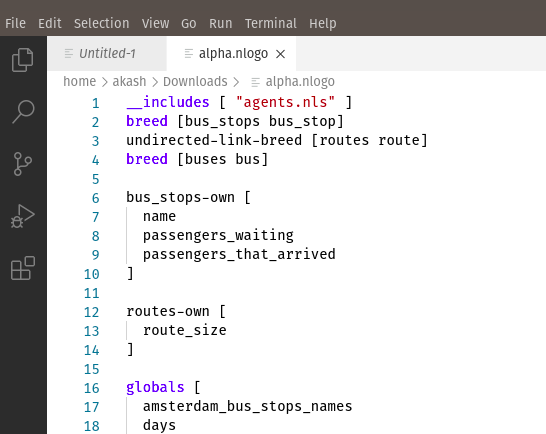 File Edit Selection View Go Run Terminal Help
Untitled-1 alpha.nlogo
home > akash > Downloads > alpha.nlogo
1 __includes [ "agents.nls" ]
2 breed [bus_stops bus_stop]
3 undirected-link-breed [routes route]
4 breed [buses bus]
5
6 bus_stops-own [
7 name
8 passengers_waiting
9 passengers_that_arrived
10 ]
11
12 routes-own [
13 route_size
14 ]
15
16 globals [
17 amsterdam_bus_stops_names
18 days